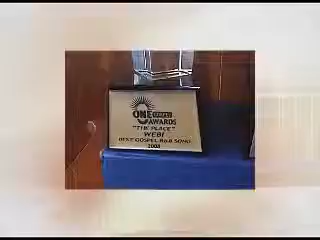 ONE
AWARDS
"THE PLACE"
WEBI
BEST GOSPEL R&B SONG
2008